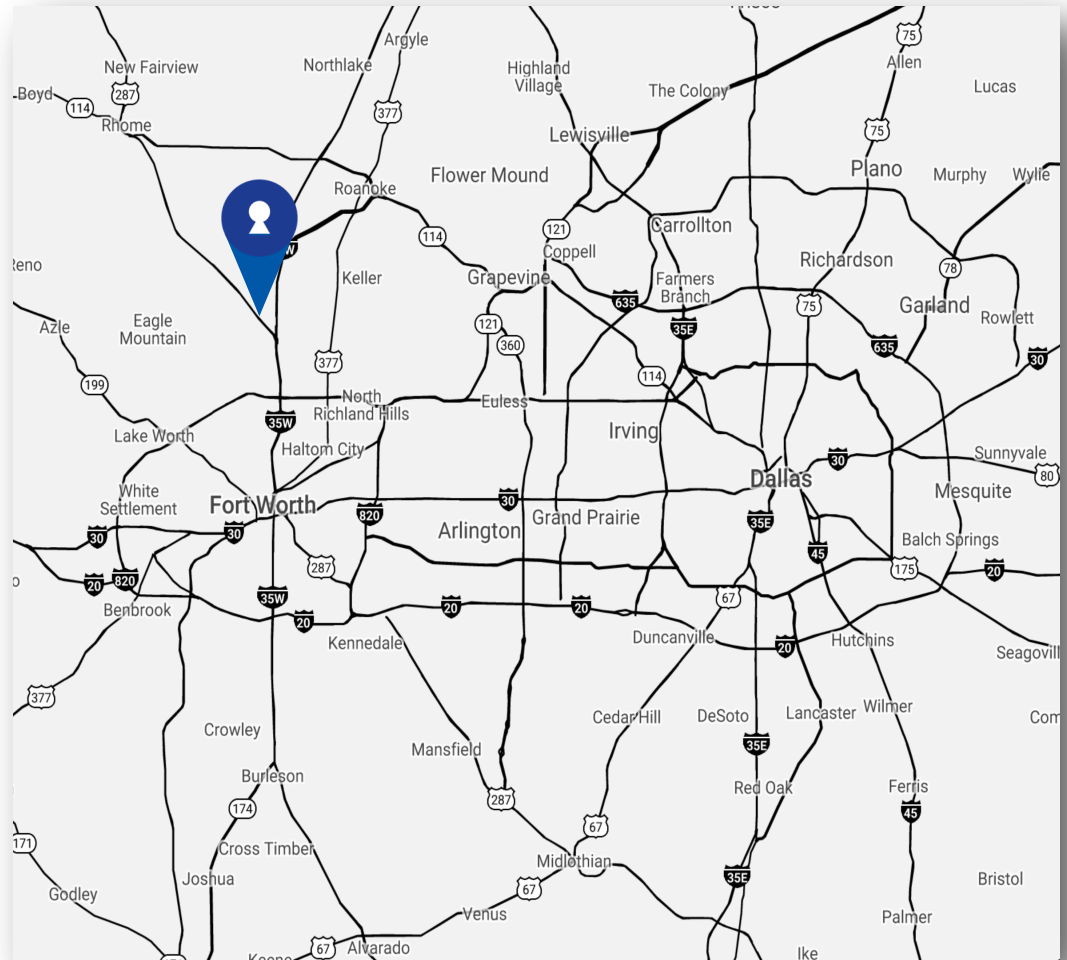 Argyle
75
New Fairview
Northlake
Allen
Highland
Village
Lucas
Boyd
287
The Colony
114
377
Rhome
75
Lewisville
Plano
Flower Mound
Murphy
Wylie
Roanoke
121
Carrollton
114
W
Coppell
Richardson
78
Keller
Grapevine
Farmers
Branch
635
75
Garland
Rowlett
Azle
Eagle
Mountain
121
35E
360
635
30
377
199
114
North
Richland Hills
Euless
35W
Irving
Lake Worth
Haltom City
30
Sunnyvale
80
Dallas
White
Settlement
Fort Worth
30
Mesquite
820
Grand Prairie
35E
30
30
Arlington
Balch Springs
45
287
175
20
20
820
35W
67
Benbrook
20
20
20
Kennedale
Duncanville
Hutchins
20
377
Cedar Hill
DeSoto
Lancaster
Wilmer
Crowley
Mansfield
35E
Burleson
Red Oak
Ferris
287
174
45
67
171
Cross Timber
Midlothian
Joshua
35E
Bristol
Godley
67
Venus
Palmer
67
Alvarado
Ike